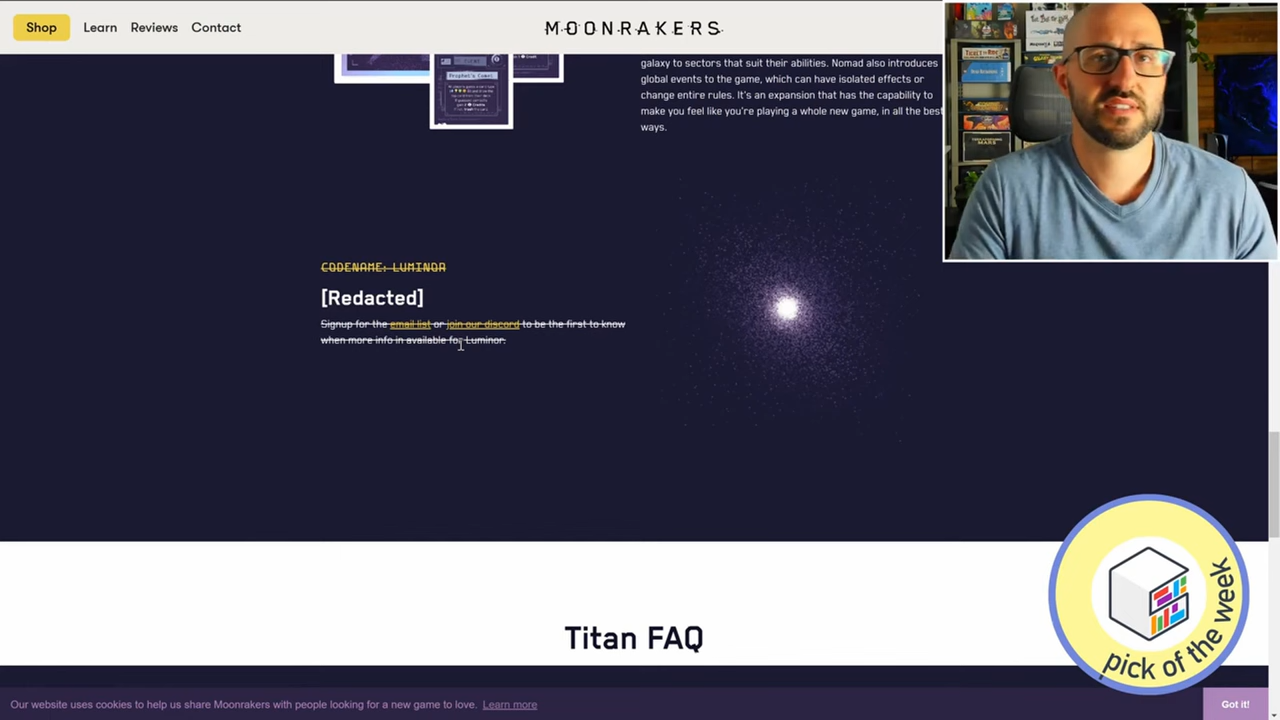 Shop
Learn
Reviews
Contact
MOONRAKERS
galaxy to sectors that suit their abilities. Nomad also introduces
global events to the game, which can have isolated effects or
change entire rules. It's an expansion that has the capability to
make you feel like you're playing a whole new game, in all the best
ways.
Prophet's Comet
CODENAME: LUMINOR
[Redacted]
Signup for the email list or join our discord to be the first to know
when more info in available for Luminor.
pick of the week
Titan FAQ
Our website uses cookies to help us share Moonrakers with people looking for a new game to love. Learn more
Got it!